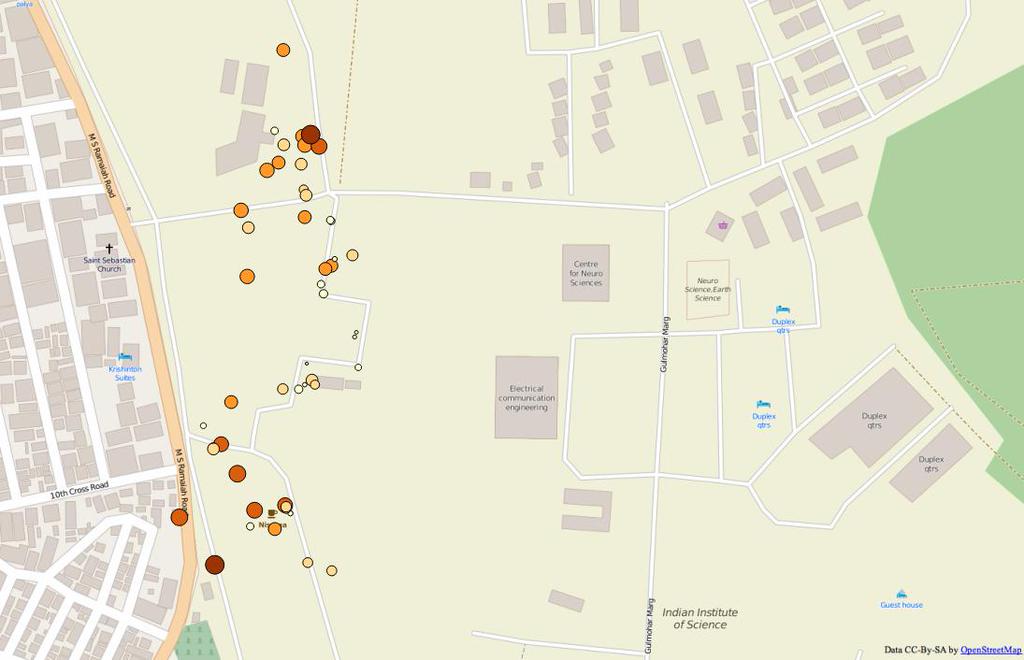 palya
M S Ramaiah Road
Saint Sebastian
Church
Krishinton
Suites
M S Ramaiah Road
10th Cross Road
Centre
for Neuro
Sciences
Neuro
Science,Earth
Science
Gulmohar Marg
Duplex
qtrs
Electrical
communication
engineering
Duplex
qtrs
Duplex
qtrs
Duplex
qtrs
Gulmohar Marg
Indian Institute
of Science
Guest house
Data CC-By-SA by OpenStreetMap